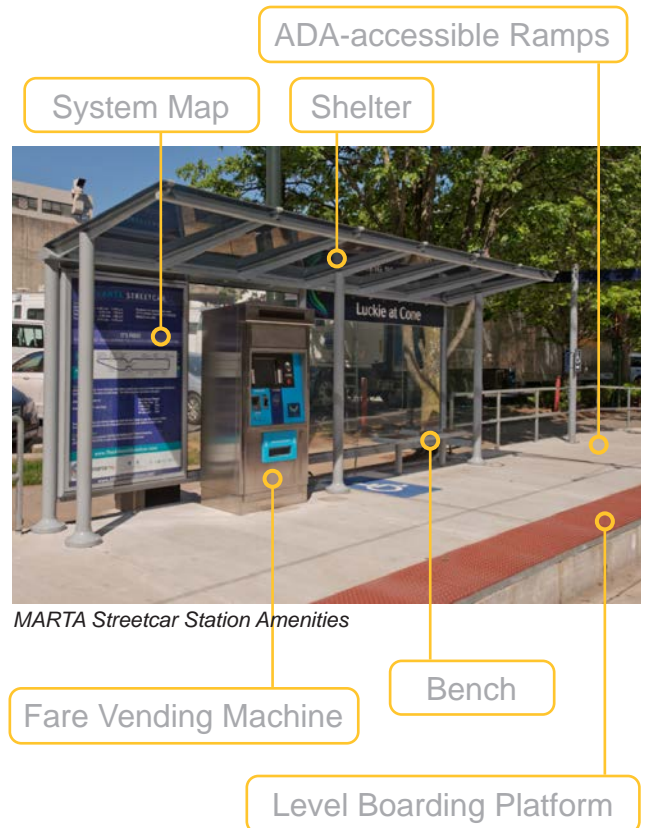 ADA-accessible Ramps
System Map
Shelter
STREETCAR
Luckie at Cone
MARTA Streetcar Station Amenities
Bench
Fare Vending Machine
Level Boarding Platform